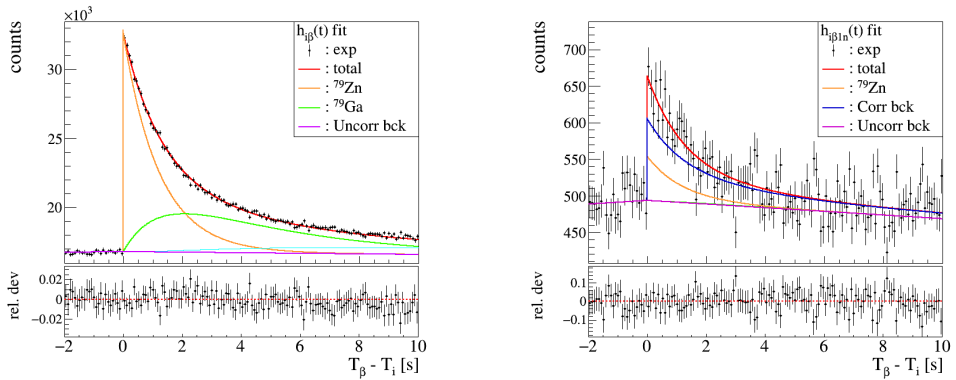 ×10³
h_iβ(t) fit
: exp
: total
: ⁷⁹Zn
: ⁷⁹Ga
: Uncorr bck
counts
30
20
0.02
0
−0.02
rel. dev
−2 0 2 4 6 8 10
T_β - T_i [s]
h_iβ1n(t) fit
: exp
: total
: ⁷⁹Zn
: Corr bck
: Uncorr bck
counts
700
650
600
550
500
450
0.1
0
−0.1
rel. dev
−2 0 2 4 6 8 10
T_β - T_i [s]